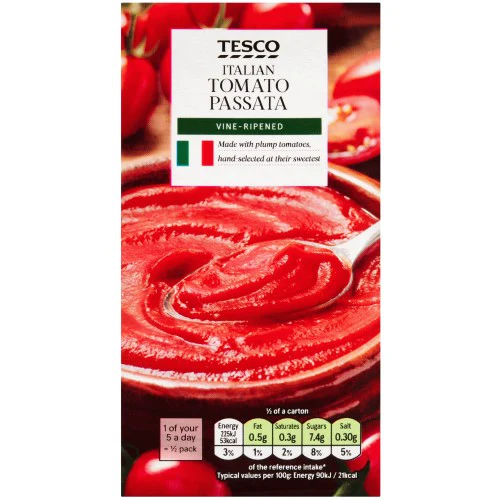 TESCO
ITALIAN
TOMATO
PASSATA
VINE-RIPENED
Made with plump tomatoes,
hand-selected at their sweetest
⅕ of a carton
1 of your
5 a day
= ½ pack
Energy Fat Saturates Sugars Salt
225kJ
53kcal 0.5g 0.3g 7.4g 0.30g
3% 1% 2% 8% 5%
of the reference intake*
Typical values per 100g: Energy 90kJ / 21kcal